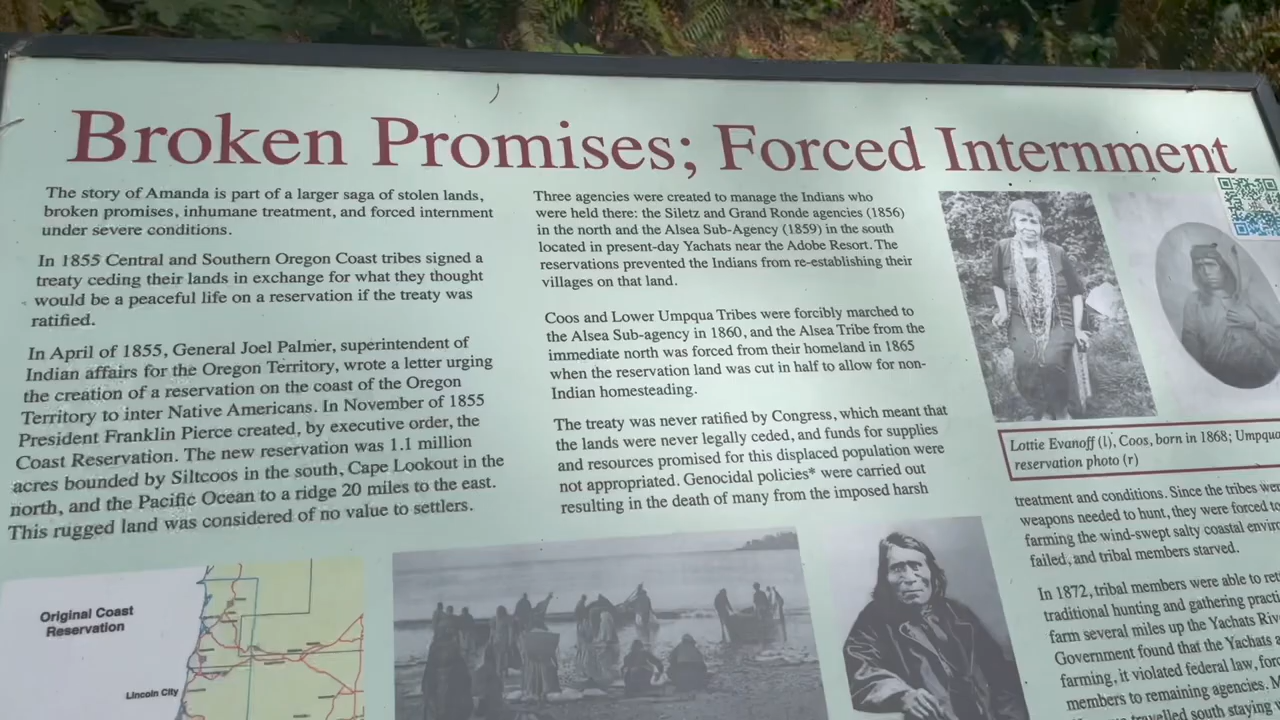 Broken Promises; Forced Internment
The story of Amanda is part of a larger saga of stolen lands,
broken promises, inhumane treatment, and forced internment
under severe conditions.
In 1855 Central and Southern Oregon Coast tribes signed a
treaty ceding their lands in exchange for what they thought
would be a peaceful life on a reservation if the treaty was
ratified.
In April of 1855, General Joel Palmer, superintendent of
Indian affairs for the Oregon Territory, wrote a letter urging
the creation of a reservation on the coast of the Oregon
Territory to inter Native Americans. In November of 1855
President Franklin Pierce created, by executive order, the
Coast Reservation. The new reservation was 1.1 million
acres bounded by Siltcoos in the south, Cape Lookout in the
north, and the Pacific Ocean to a ridge 20 miles to the east.
This rugged land was considered of no value to settlers.
Original Coast
Reservation
Lincoln City
Three agencies were created to manage the Indians who
were held there: the Siletz and Grand Ronde agencies (1856)
in the north and the Alsea Sub-Agency (1859) in the south
located in present-day Yachats near the Adobe Resort. The
reservations prevented the Indians from re-establishing their
villages on that land.
Coos and Lower Umpqua Tribes were forcibly marched to
the Alsea Sub-agency in 1860, and the Alsea Tribe from the
immediate north was forced from their homeland in 1865
when the reservation land was cut in half to allow for non-
Indian homesteading.
The treaty was never ratified by Congress, which meant that
the lands were never legally ceded, and funds for supplies
and resources promised for this displaced population were
not appropriated. Genocidal policies* were carried out
resulting in the death of many from the imposed harsh
Lottie Evanoff (l), Coos, born in 1868; Umpqua
reservation photo (r)
treatment and conditions. Since the tribes wer
weapons needed to hunt, they were forced to
farming the wind-swept salty coastal envir
failed, and tribal members starved.
In 1872, tribal members were able to ret
traditional hunting and gathering practi
farm several miles up the Yachats Riv
Government found that the Yachats
farming, it violated federal law, forc
members to remaining agencies. M
travelled south staying